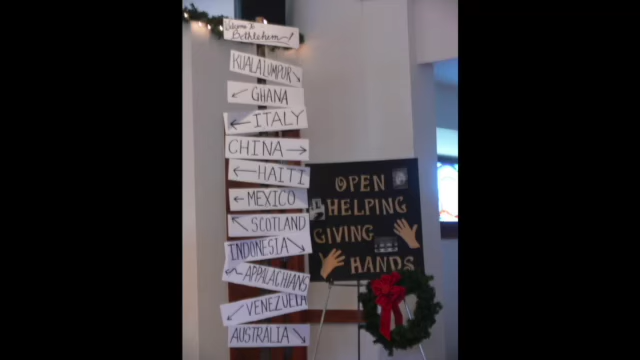 Welcome to
Bethlehem!
KUALA LUMPUR
GHANA
ITALY
CHINA
HAITI
MEXICO
SCOTLAND
INDONESIA
APPALACHIANS
VENEZUELA
AUSTRALIA
OPEN
HELPING
GIVING
HANDS